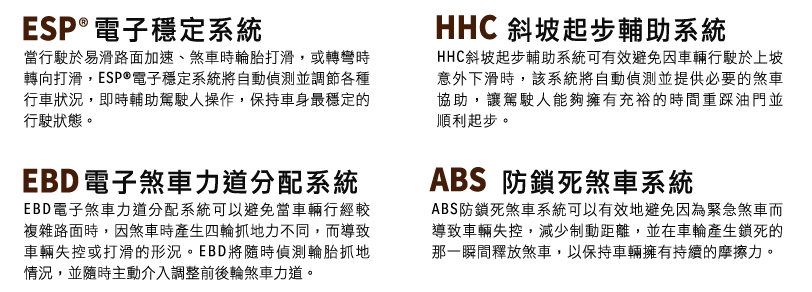 ESP® 電子穩定系統
當行駛於易滑路面加速、煞車時輪胎打滑，或轉彎時
轉向打滑，ESP®電子穩定系統將自動偵測並調節各種
行車狀況，即時輔助駕駛人操作，保持車身最穩定的
行駛狀態。
HHC 斜坡起步輔助系統
HHC斜坡起步輔助系統可有效避免因車輛行駛於上坡
意外下滑時，該系統將自動偵測並提供必要的煞車
協助，讓駕駛人能夠擁有充裕的時間重踩油門並
順利起步。
EBD 電子煞車力道分配系統
EBD電子煞車力道分配系統可以避免當車輛行經較
複雜路面時，因煞車時產生四輪抓地力不同，而導致
車輛失控或打滑的形況。EBD將隨時偵測輪胎抓地
情況，並隨時主動介入調整前後輪煞車力道。
ABS 防鎖死煞車系統
ABS防鎖死煞車系統可以有效地避免因為緊急煞車而
導致車輛失控，減少制動距離，並在車輪產生鎖死的
那一瞬間釋放煞車，以保持車輛擁有持續的摩擦力。